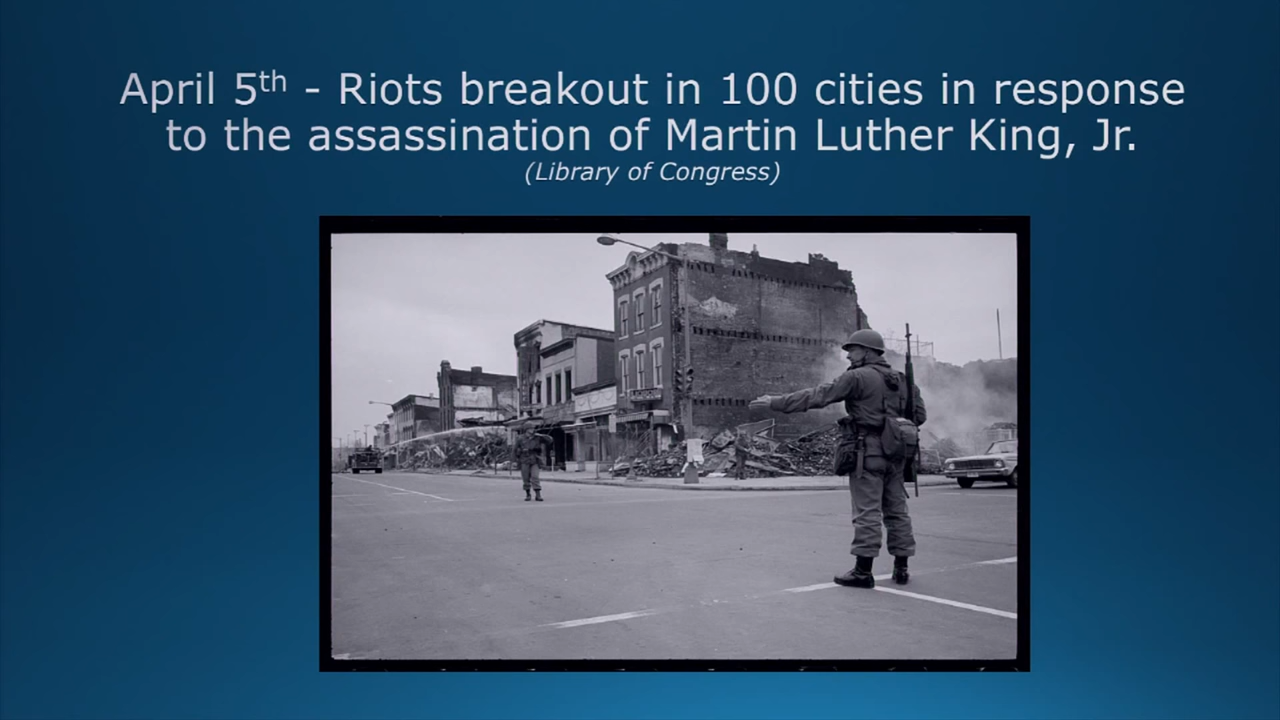 April 5th - Riots breakout in 100 cities in response
to the assassination of Martin Luther King, Jr.
(Library of Congress)